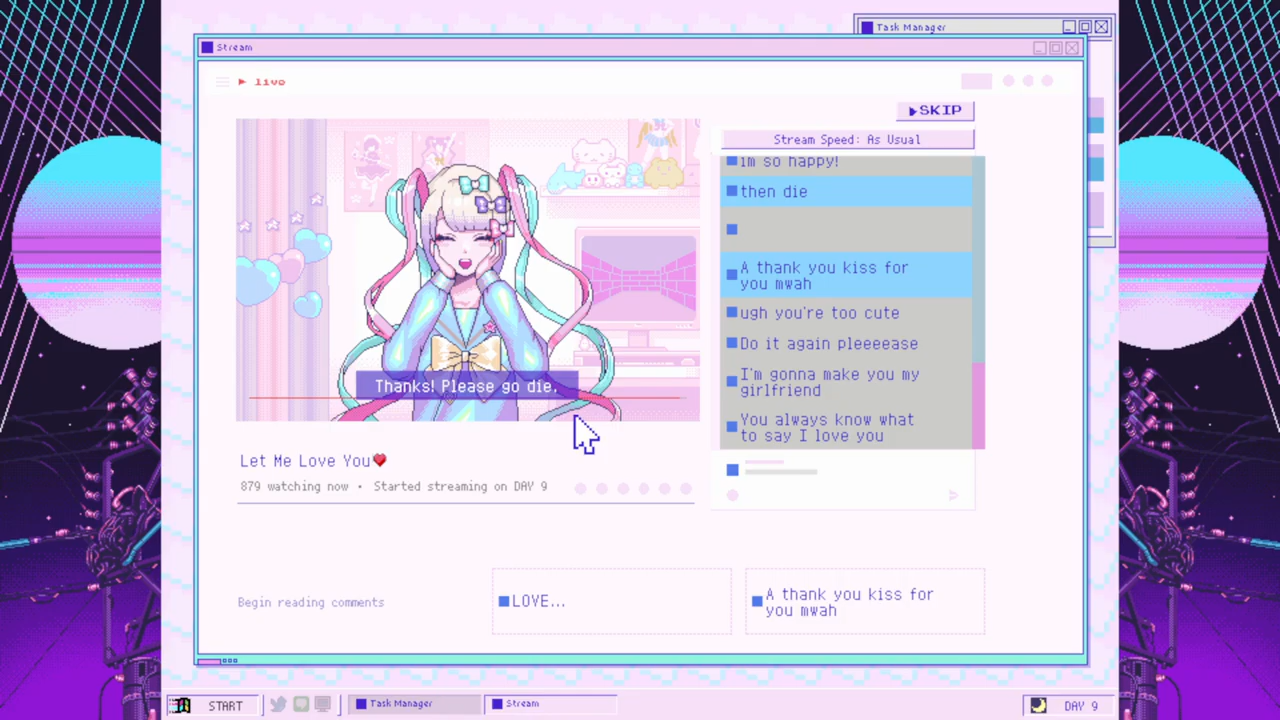 Task Manager
Stream
live
SKIP
Stream Speed: As Usual
im so happy!
then die
A thank you kiss for
you mwah
ugh you're too cute
Do it again pleeeease
I'm gonna make you my
girlfriend
You always know what
to say I love you
Thanks! Please go die.
Let Me Love You
879 watching now • Started streaming on DAY 9
Begin reading comments
LOVE...
A thank you kiss for
you mwah
START
Task Manager
Stream
DAY 9